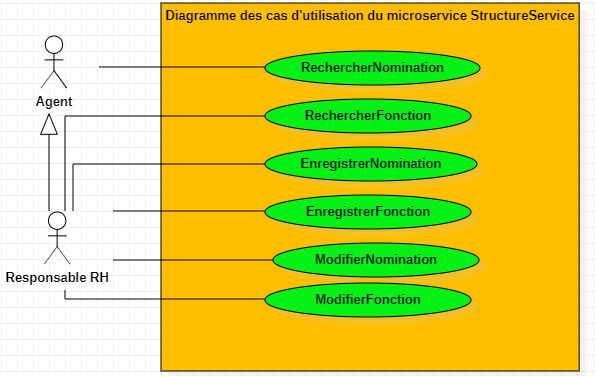 Diagramme des cas d'utilisation du microservice StructureService
RechercherNomination
Agent
RechercherFonction
EnregistrerNomination
EnregistrerFonction
ModifierNomination
Responsable RH
ModifierFonction